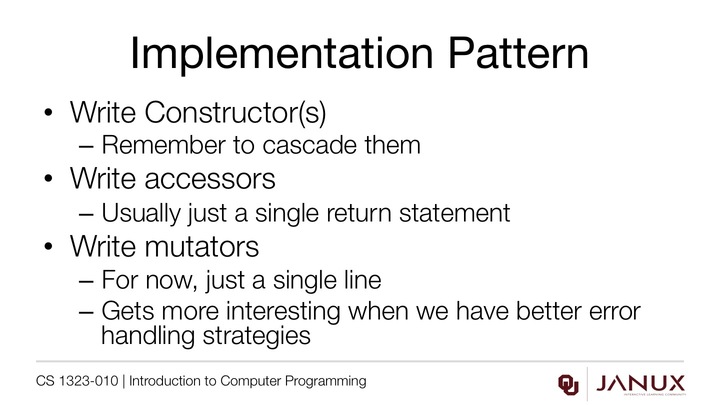 Implementation Pattern
• Write Constructor(s)
– Remember to cascade them
• Write accessors
– Usually just a single return statement
• Write mutators
– For now, just a single line
– Gets more interesting when we have better error
handling strategies
CS 1323-010 | Introduction to Computer Programming
JANUX
INTERACTIVE LEARNING COMMUNITY